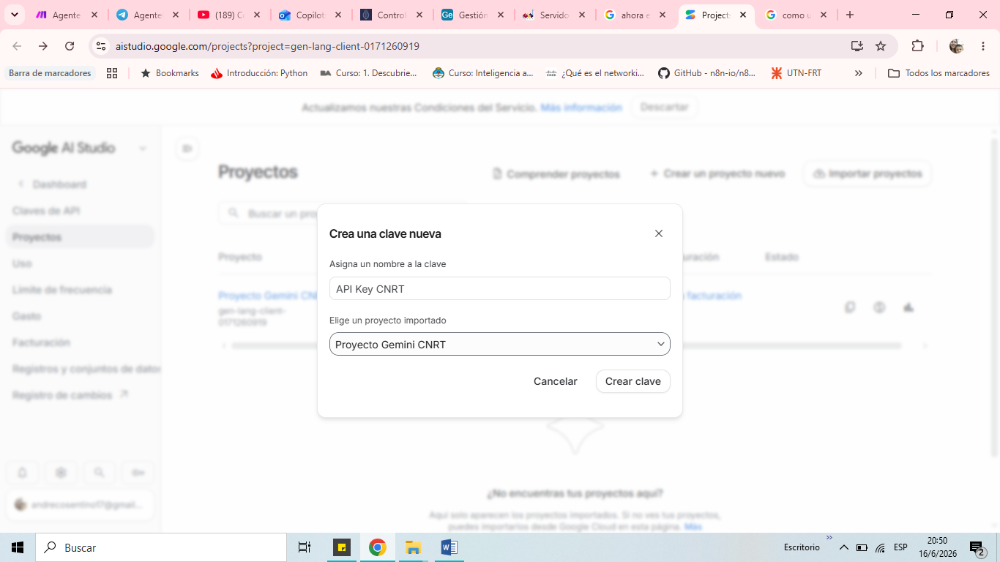 Agente
Agente
(189) C
Copilot
Control
Ge Gestión
Servido
ahora e
Project
como u
aistudio.google.com/projects?project=gen-lang-client-0171260919
Barra de marcadores
Bookmarks
Introducción: Python
BA Curso: 1. Descubrie...
Curso: Inteligencia a...
¿Qué es el networki...
GitHub - n8n-io/n8...
UTN-FRT
»
Todos los marcadores
Actualizamos nuestras Condiciones del Servicio. Más información Descartar
Google AI Studio
Dashboard
Claves de API
Proyectos
Uso
Límite de frecuencia
Gasto
Facturación
Registros y conjuntos de datos
Registro de cambios
andrecosentino17@gmail...
Proyectos
Comprender proyectos
+ Crear un proyecto nuevo
Importar proyectos
Buscar un pro
Proyecto
uración
Estado
Proyecto Gemini CN
gen-lang-client-
0171260919
facturación
Crea una clave nueva
Asigna un nombre a la clave
API Key CNRT
Elige un proyecto importado
Proyecto Gemini CNRT
Cancelar
Crear clave
¿No encuentras tus proyectos aquí?
Aquí solo aparecen los proyectos importados. Si no ves tus proyectos,
puedes importarlos desde Google Cloud en esta página. Más
Buscar
Escritorio
»
ESP
20:50
16/6/2026
2